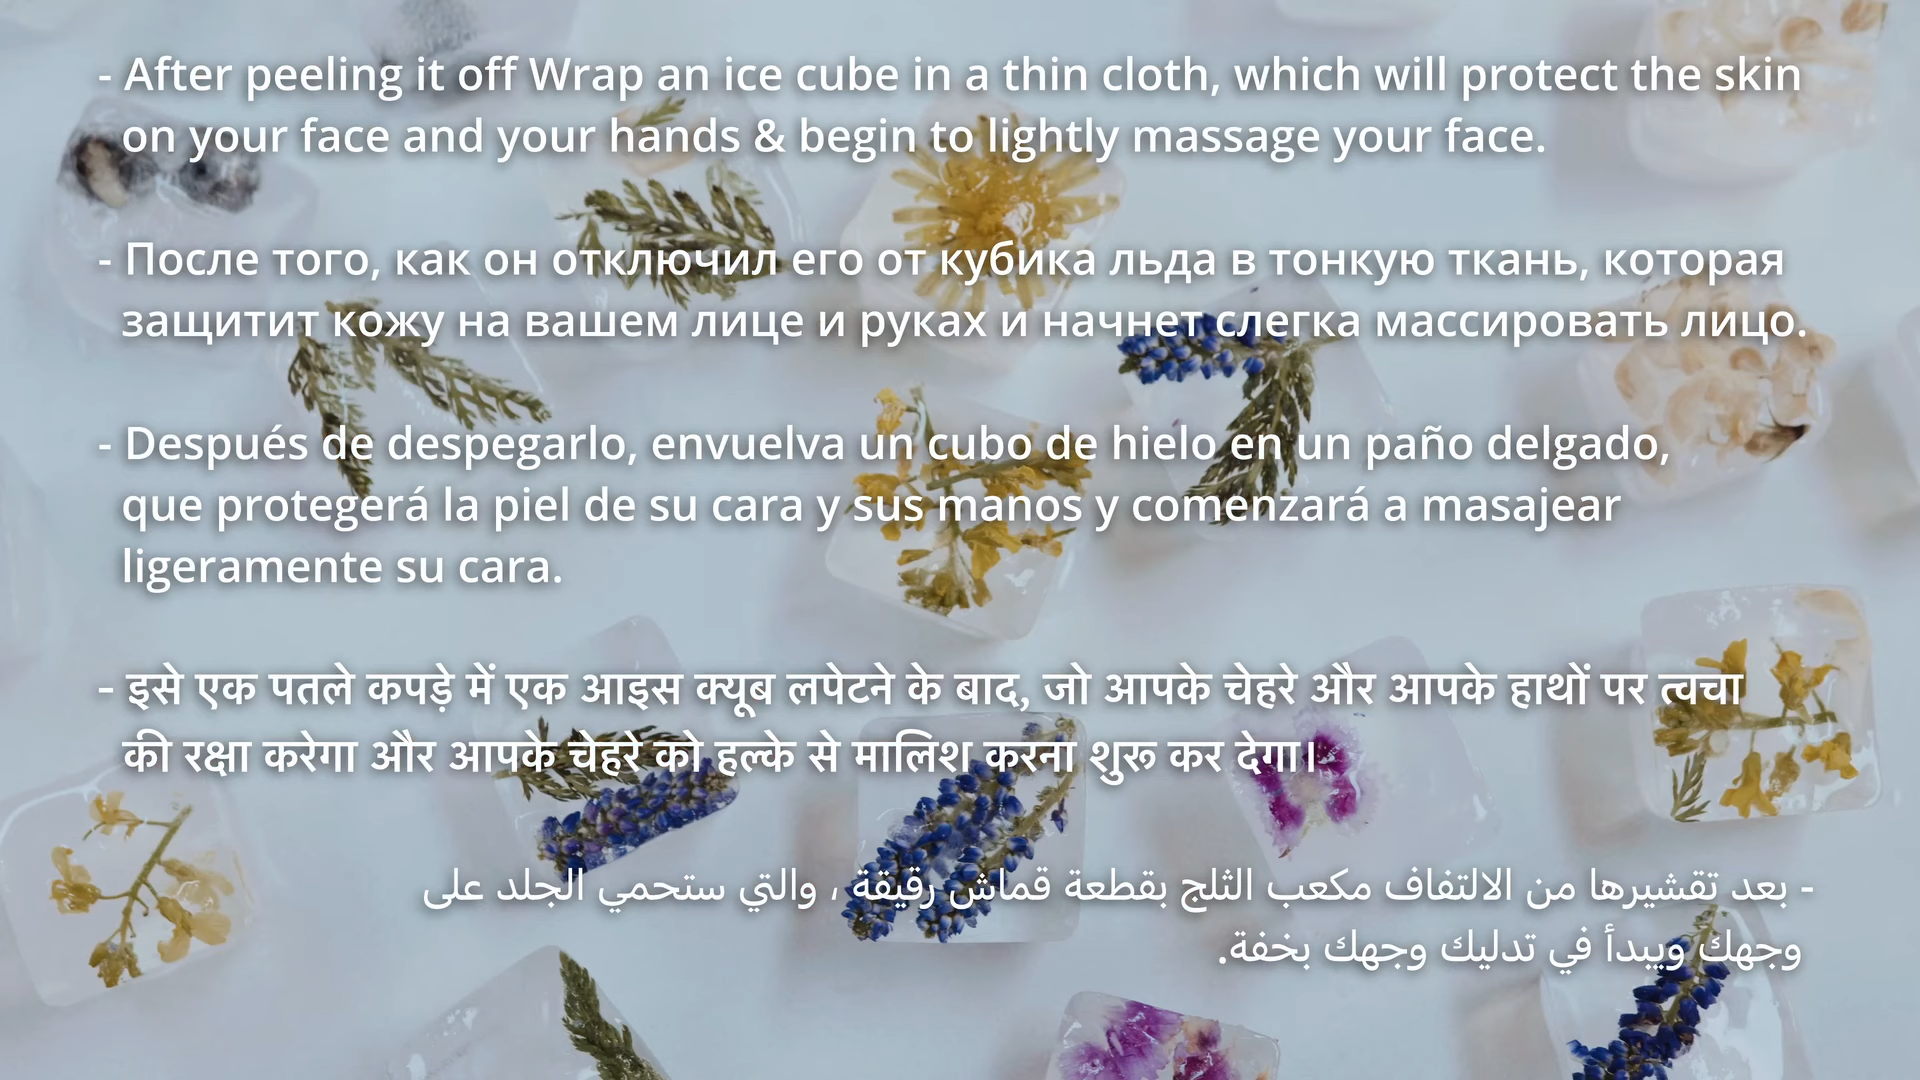 - After peeling it off Wrap an ice cube in a thin cloth, which will protect the skin
on your face and your hands & begin to lightly massage your face.
- После того, как он отключил его от кубика льда в тонкую ткань, которая
защитит кожу на вашем лице и руках и начнет слегка массировать лицо.
- Después de despegarlo, envuelva un cubo de hielo en un paño delgado,
que protegerá la piel de su cara y sus manos y comenzará a masajear
ligeramente su cara.
- इसे एक पतले कपड़े में एक आइस क्यूब लपेटने के बाद, जो आपके चेहरे और आपके हाथों पर त्वचा
की रक्षा करेगा और आपके चेहरे को हल्के से मालिश करना शुरू कर देगा।
- بعد تقشيرها من الالتفاف مكعب الثلج بقطعة قماش رقيقة ، والتي ستحمي الجلد على
وجهك ويبدأ في تدليك وجهك بخفة.